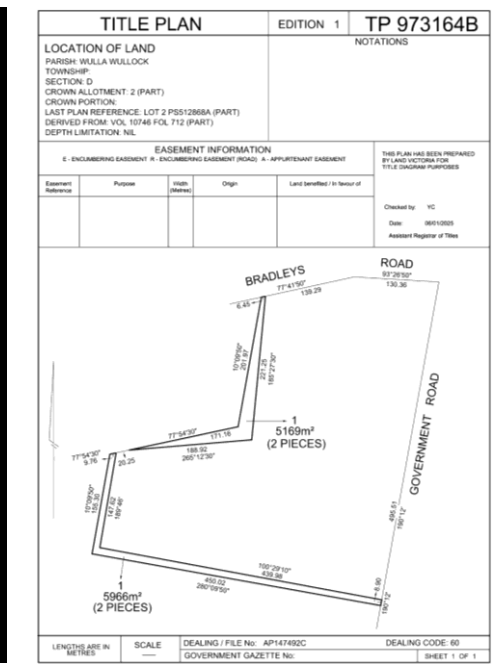 TITLE PLAN
EDITION 1
TP 973164B
LOCATION OF LAND
PARISH: WULLA WULLOCK
TOWNSHIP:
SECTION: D
CROWN ALLOTMENT: 2 (PART)
CROWN PORTION:
LAST PLAN REFERENCE: LOT 2 PS512868A (PART)
DERIVED FROM: VOL 10746 FOL 712 (PART)
DEPTH LIMITATION: NIL
NOTATIONS
EASEMENT INFORMATION
E - ENCUMBERING EASEMENT R - ENCUMBERING EASEMENT (ROAD) A - APPURTENANT EASEMENT
THIS PLAN HAS BEEN PREPARED
BY LAND VICTORIA FOR
TITLE DIAGRAM PURPOSES
Easement
Reference
Purpose
Width
(Metres)
Origin
Land benefited / In favour of
Checked by: YC
Date: 08/01/2025
Assistant Registrar of Titles
BRADLEYS
ROAD
77°41'50"
139.29
93°26'50"
130.36
6.45
10°09'50"
201.97
221.25
185°27'30"
GOVERNMENT ROAD
77°54'30"
171.16
188.92
265°12'30"
1
5169m²
(2 PIECES)
77°54'30"
9.76
20.25
10°09'50"
155.30
147.62
189°46'
495.51
190°12'
100°29'10"
439.98
450.02
280°09'50"
6.90
190°12'
1
5966m²
(2 PIECES)
LENGTHS ARE IN
METRES
SCALE
DEALING / FILE No: AP147492C
DEALING CODE: 60
GOVERNMENT GAZETTE No:
SHEET 1 OF 1